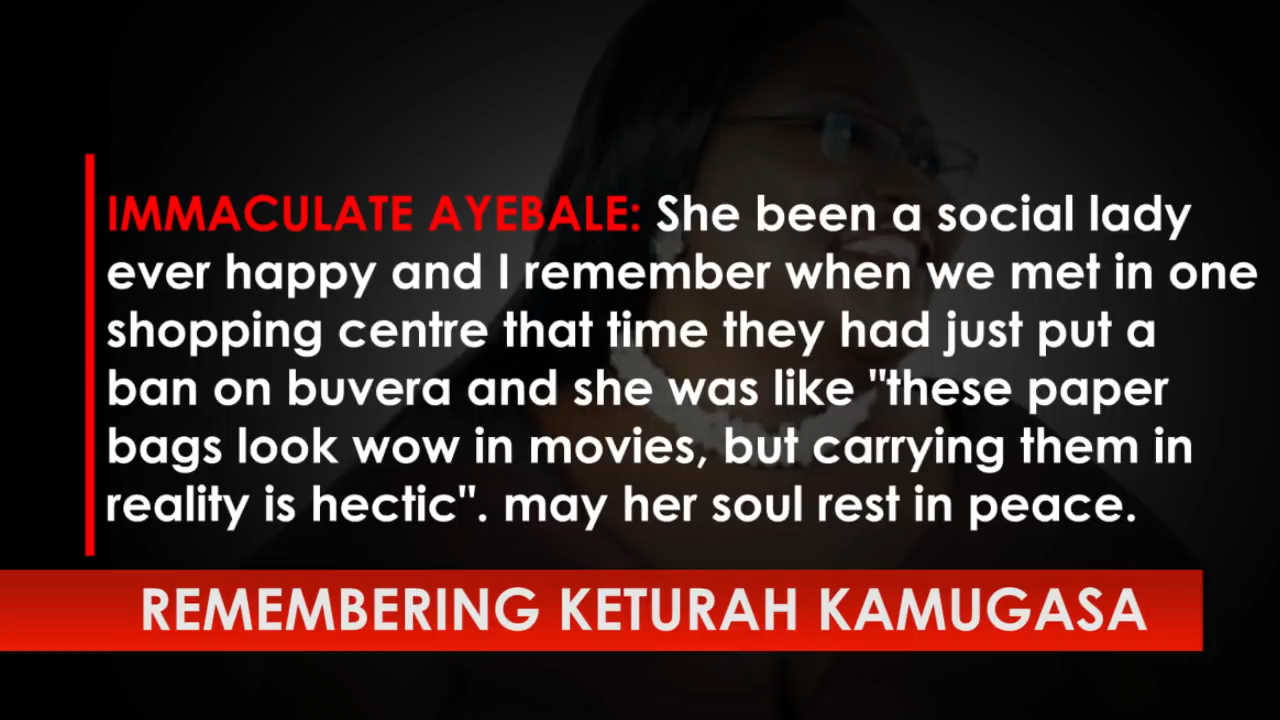 IMMACULATE AYEBALE: She been a social lady
ever happy and I remember when we met in one
shopping centre that time they had just put a
ban on buvera and she was like "these paper
bags look wow in movies, but carrying them in
reality is hectic". may her soul rest in peace.
REMEMBERING KETURAH KAMUGASA